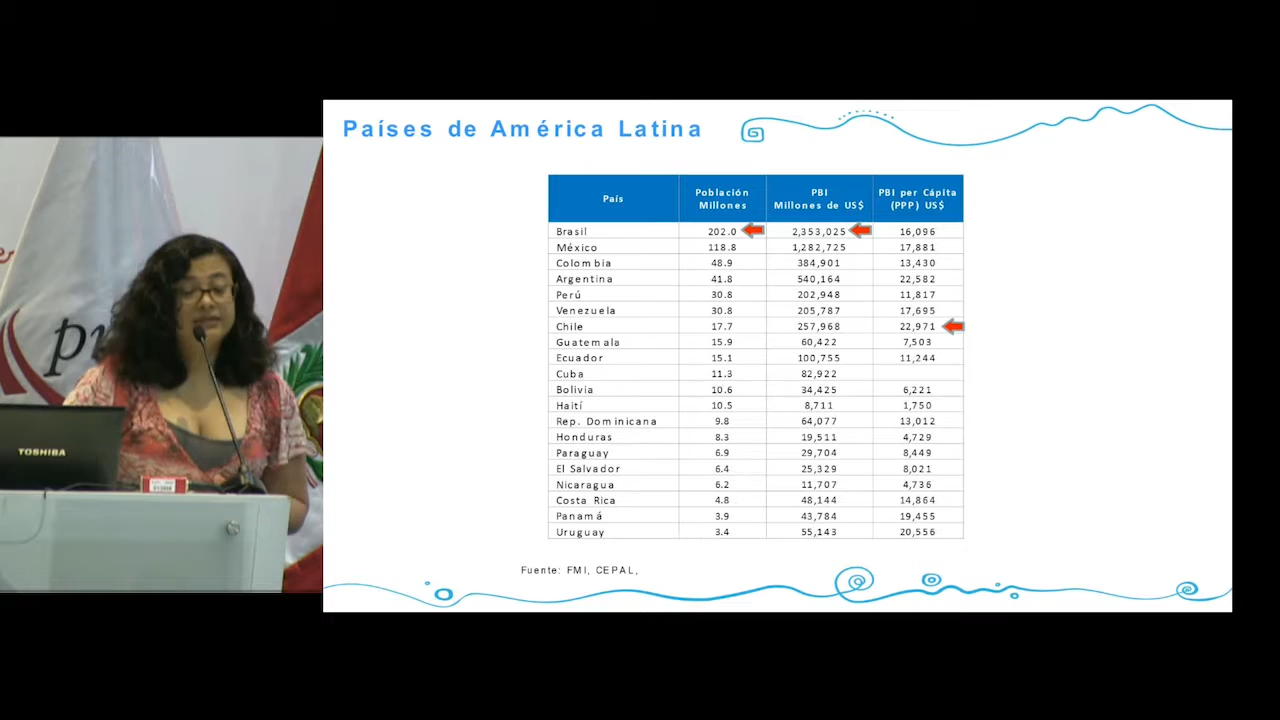 Países de América Latina
País Población Millones PBI Millones de US$ PBI per Cápita (PPP) US$
Brasil 202.0 2,353,025 16,096
México 118.8 1,282,725 17,881
Colombia 48.9 384,901 13,430
Argentina 41.8 540,164 22,582
Perú 30.8 202,948 11,817
Venezuela 30.8 205,787 17,695
Chile 17.7 257,968 22,971
Guatemala 15.9 60,422 7,503
Ecuador 15.1 100,755 11,244
Cuba 11.3 82,922
Bolivia 10.6 34,425 6,221
Haití 10.5 8,711 1,750
Rep. Dominicana 9.8 64,077 13,012
Honduras 8.3 19,511 4,729
Paraguay 6.9 29,704 8,449
El Salvador 6.4 25,329 8,021
Nicaragua 6.2 11,707 4,736
Costa Rica 4.8 48,144 14,864
Panamá 3.9 43,784 19,455
Uruguay 3.4 55,143 20,556
Fuente: FMI, CEPAL,
TOSHIBA